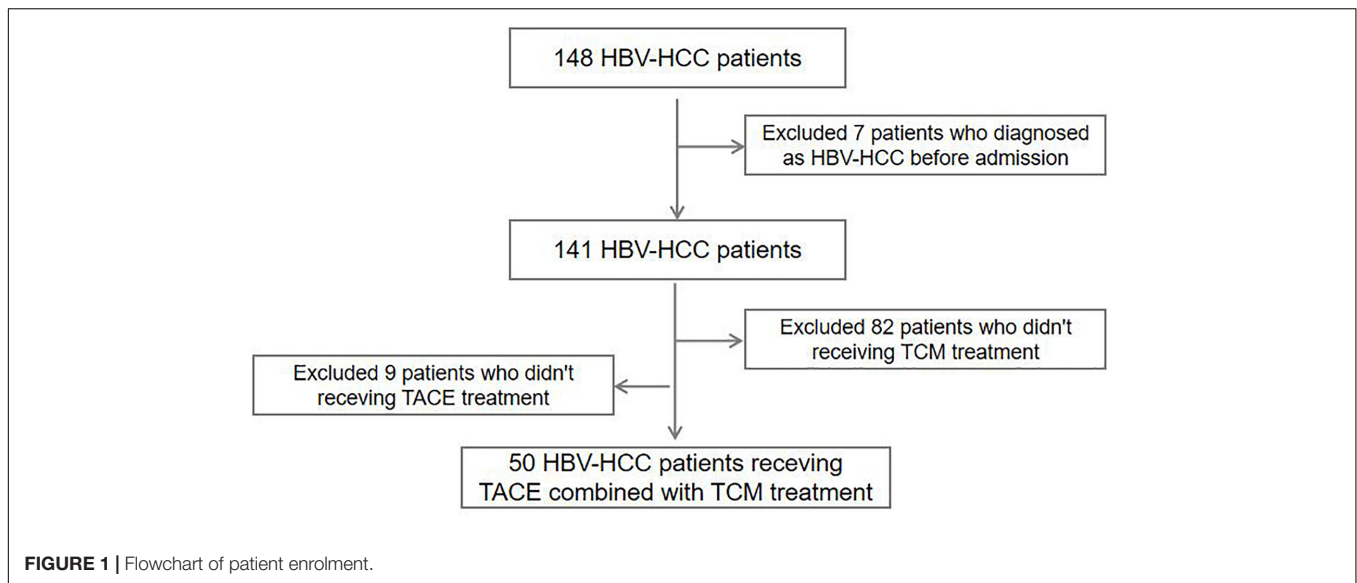 148 HBV-HCC patients
Excluded 7 patients who diagnosed
as HBV-HCC before admission
141 HBV-HCC patients
Excluded 82 patients who didn't
receiving TCM treatment
Excluded 9 patients who didn't
receving TACE treatment
50 HBV-HCC patients receving
TACE combined with TCM treatment
FIGURE 1 | Flowchart of patient enrolment.